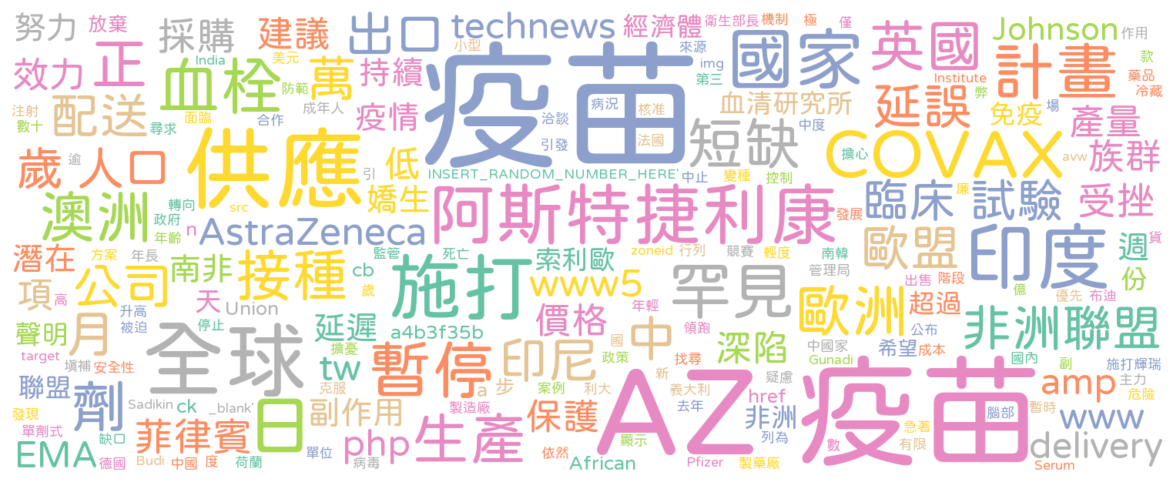 努力 放棄 採購 建議 出口 technews 經濟體 衛生部長 機制 極 僅
India 美元 小型 來源 Johnson 作用
效力 正 血栓 防範 萬 持續 疫苗 國家 img 第三 英國 Institute 計畫 款 藥品 冷藏
注射 數十 配送 尋求 面臨 成年人 合作 疫情 洽談 病況 核准 血清研究所 延誤 弊 場 免疫 產量
引發 法國 短缺 中度
歲 人口 逾 供應 引 低 INSERT_RANDOM_NUMBER_HERE' 中止 變種 控制 擔心 COVAX avw 族群
澳洲 轉向 政府 年齡 src n AstraZeneca 嬌生 阿斯特捷利康 發展 廉 臨床 試驗 受挫
潛在 方案 年長 南非 接種 監管 死亡 cb 索利歐 zoneid 行列 競賽 輕度 南韓 管理局 歐盟 印度 週 貨 份
項 高 公司 天 歲 施打 www5 年輕 罕見 出售 階段 億 優先 布迪
聲明 月 升高 被迫 Union 延遲 a4b3f35b 價格 領跑 歐洲 超過 公布 非洲聯盟
target 填補 安全性 停止 全球 擔憂 tw 暫停 印尼 國 政策 中 找尋 深陷 中國家 Gunadi 希望 成本 國內 副 施打輝瑞
聯盟 劑 Sadikin ck _blank' 克服 a 步 案例 利大 新 義大利 疑慮 AZ 疫苗 amp 主力 危險
發現 單劑式 日 副作用 製造廠 保護 去年 href 非洲 列為 腦部 暫時 www
EMA 缺口 德國 菲律賓 Budi 中國 度 荷蘭 單位 php 病毒 生產 依然 African 顯示 Pfizer 製藥廠 數 急著 有限 Serum delivery